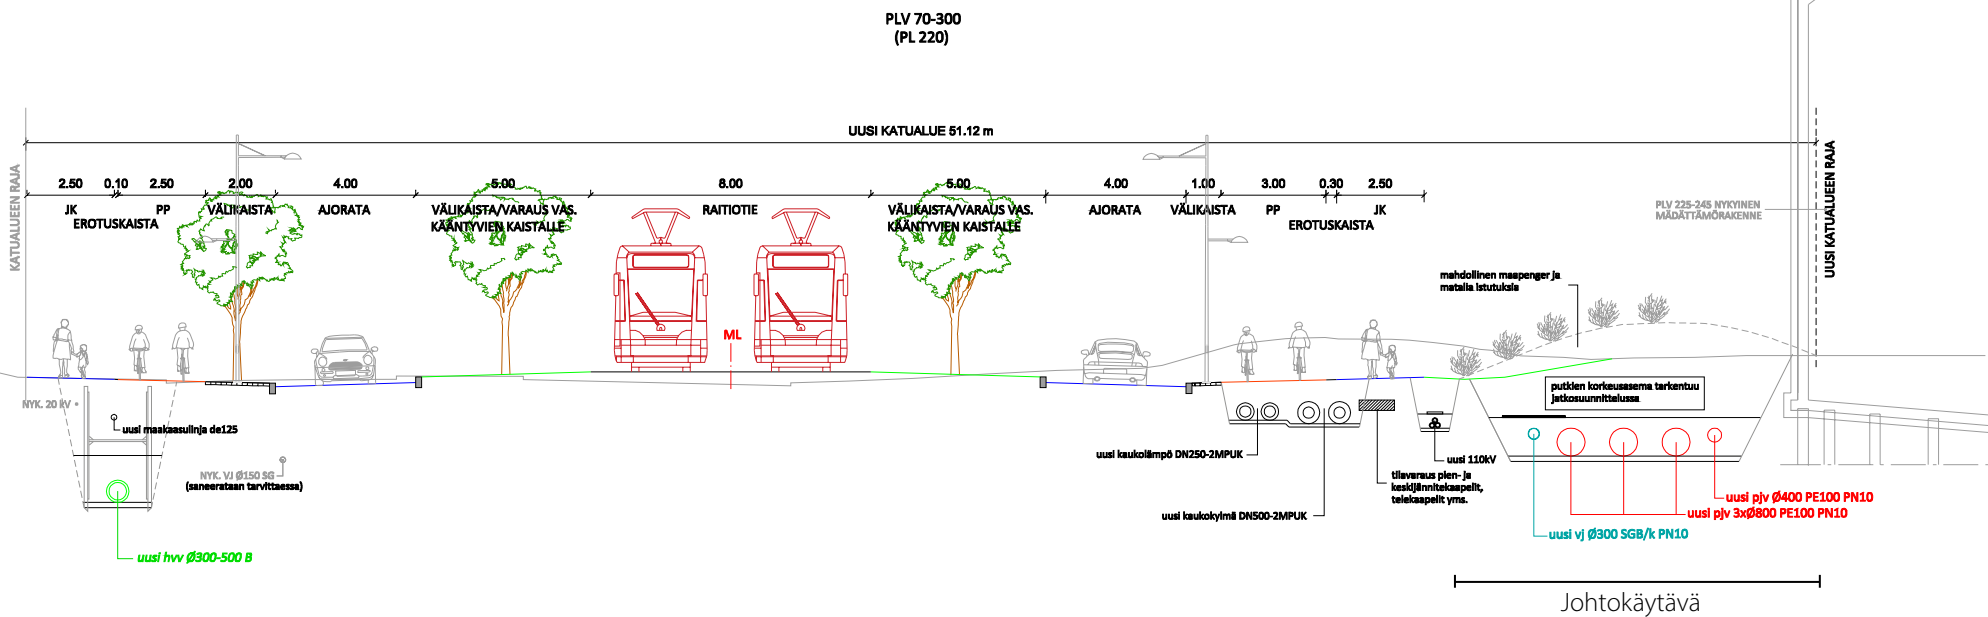 PLV 70-300
(PL 220)
UUSI KATUALUE 51.12 m
KATUALUEEN RAJA
UUSI KATUALUEEN RAJA
2.50 0.10 2.50 2.00 4.00 5.00 8.00 5.00 4.00 1.00 3.00 0.30 2.50
JK PP VÄLIKAISTA AJORATA VÄLIKAISTA/VARAUS VAS. RAITIOTIE VÄLIKAISTA/VARAUS VAS. AJORATA VÄLIKAISTA PP JK
EROTUSKAISTA KÄÄNTYVIEN KAISTALLE KÄÄNTYVIEN KAISTALLE EROTUSKAISTA
PLV 225-245 NYKYINEN
MÄDÄTTÄMÖRAKENNE
mahdollinen maapenger ja
matalia istutuksia
ML
putkien korkeusasema tarkentuu
jatkosuunnittelussa
NYK. 20 kV
uusi maakaasulinja de125
NYK. VJ Ø150 SG
(saneerataan tarvittaessa)
uusi hvv Ø300-500 B
uusi kaukolämpö DN250-2MPUK
uusi kaukokylmä DN500-2MPUK
uusi 110kV
tilavaraus pien- ja
keskijännitekaapelit,
telekaapelit yms.
uusi pjv Ø400 PE100 PN10
uusi pjv 3xØ800 PE100 PN10
uusi vj Ø300 SGB/k PN10
Johtokäytävä